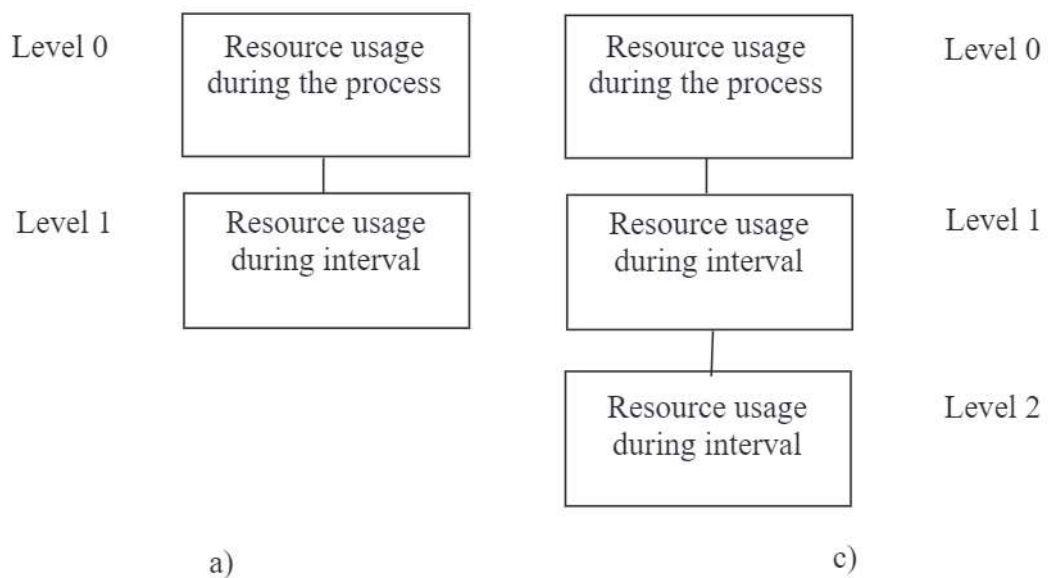 Level 0
Resource usage
during the process
Level 1
Resource usage
during interval
a)
Resource usage
during the process
Level 0
Resource usage
during interval
Level 1
Resource usage
during interval
Level 2
c)